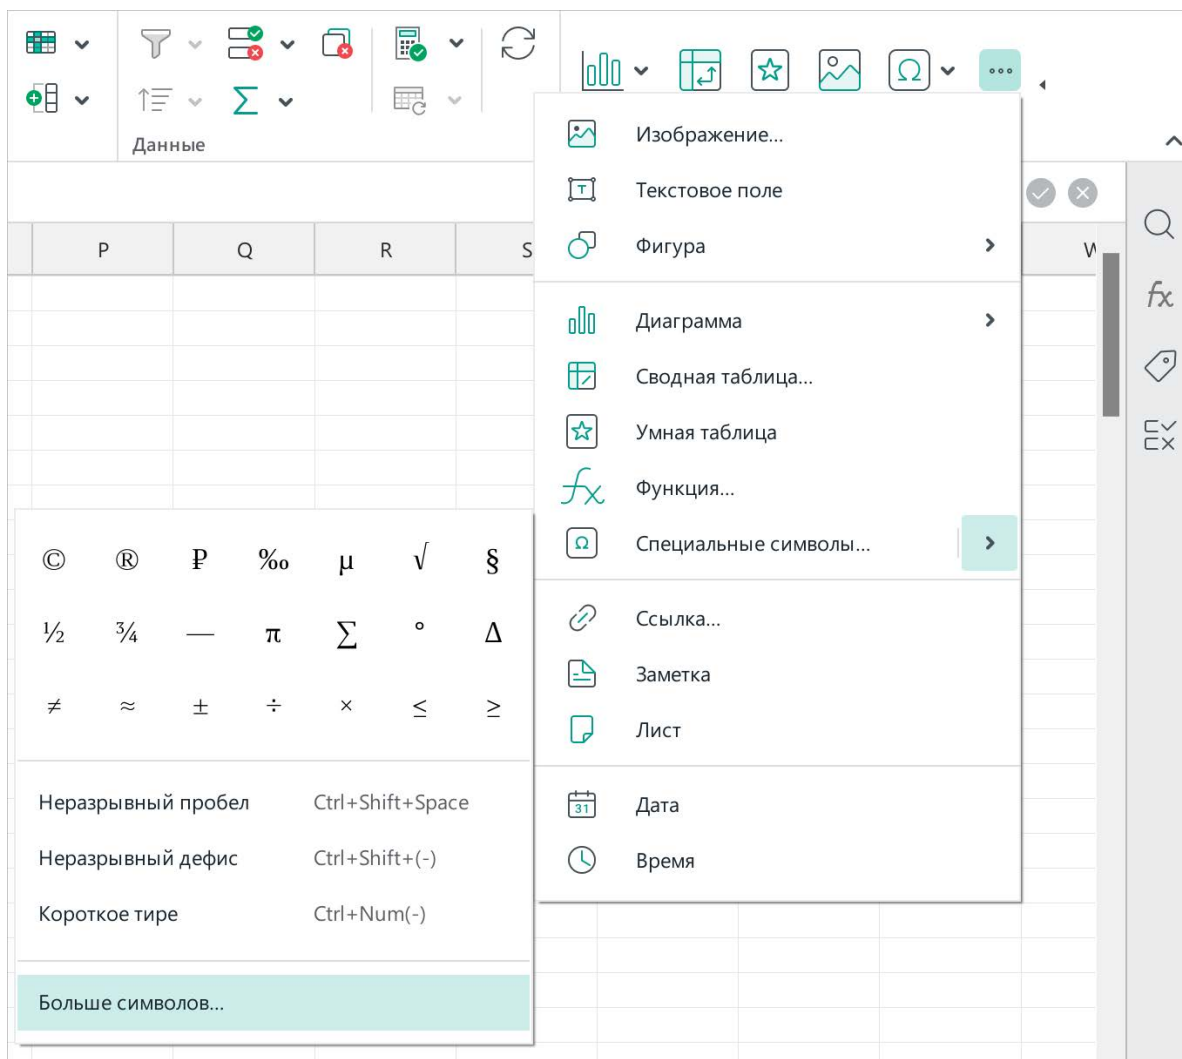 Данные
P Q R S W
fx
Изображение...
Текстовое поле
Фигура
Диаграмма
Сводная таблица...
Умная таблица
fx Функция...
Ω Специальные символы...
Ссылка...
Заметка
Лист
31 Дата
Время
© ® ₽ ‰ µ √ §
½ ¾ — π ∑ ° Δ
≠ ≈ ± ÷ × ≤ ≥
Неразрывный пробел Ctrl+Shift+Space
Неразрывный дефис Ctrl+Shift+(-)
Короткое тире Ctrl+Num(-)
Больше символов...